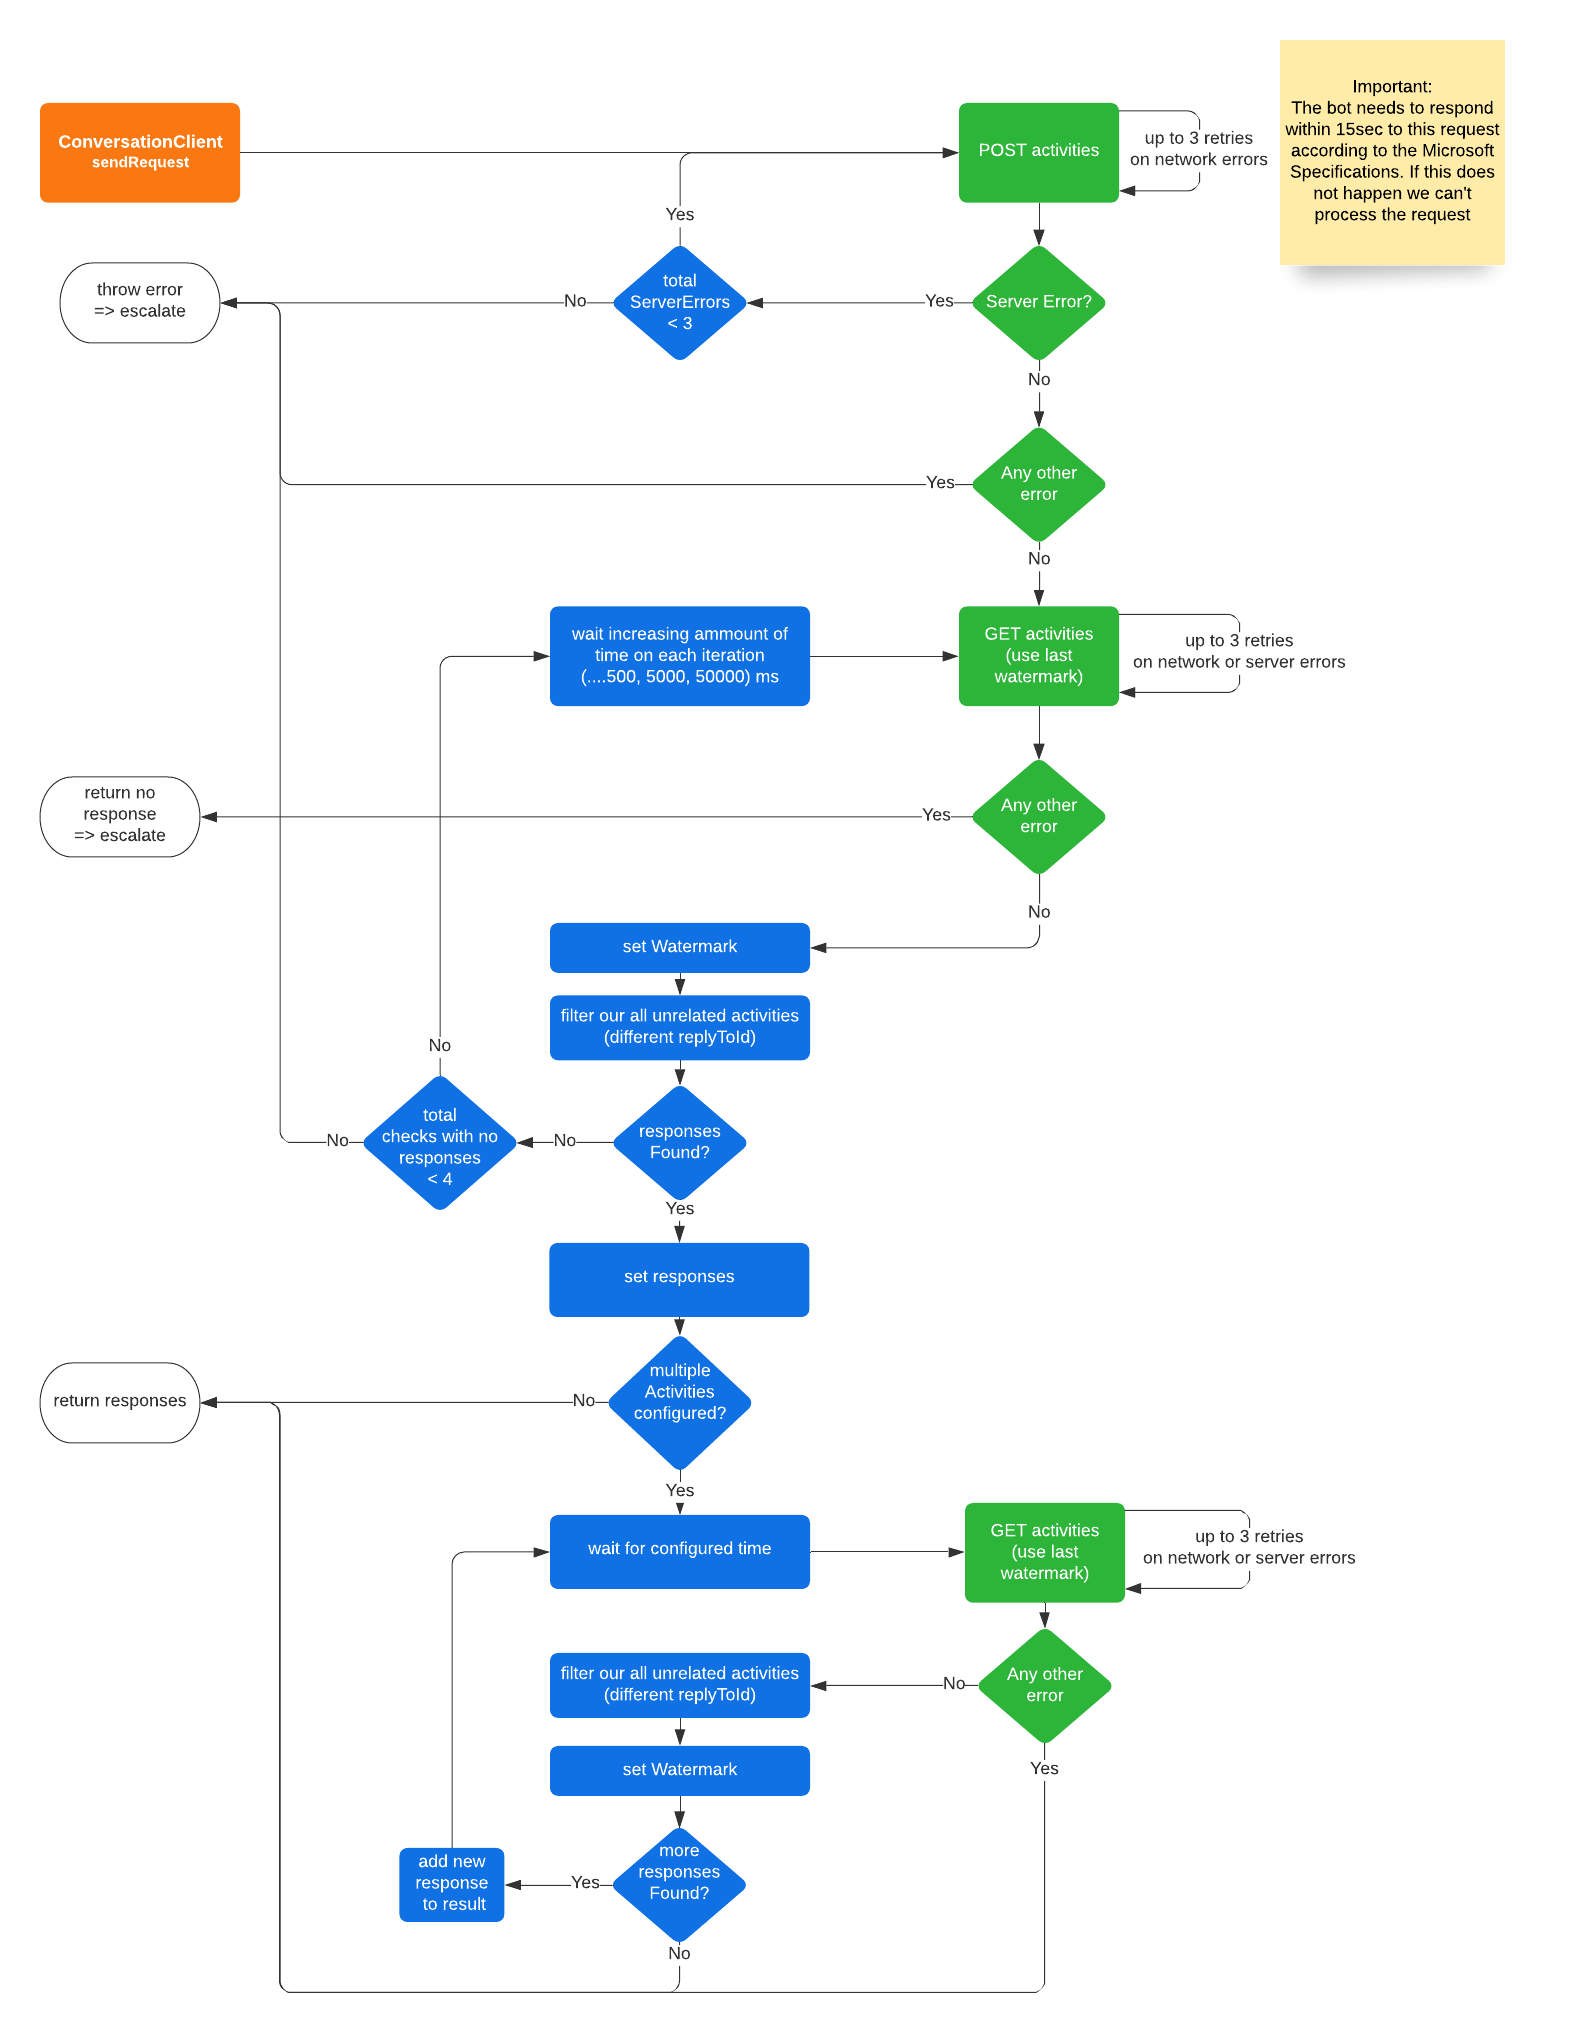 Important:
The bot needs to respond
within 15sec to this request
according to the Microsoft
Specifications. If this does
not happen we can't
process the request
ConversationClient
sendRequest
POST activities
up to 3 retries
on network errors
Yes
throw error
=> escalate
No
total
ServerErrors
< 3
Yes
Server Error?
No
Yes
Any other
error
No
wait increasing ammount of
time on each iteration
(....500, 5000, 50000) ms
GET activities
(use last
watermark)
up to 3 retries
on network or server errors
return no
response
=> escalate
Yes
Any other
error
No
set Watermark
filter our all unrelated activities
(different replyToId)
No
No
total
checks with no
responses
< 4
No
responses
Found?
Yes
set responses
return responses
No
multiple
Activities
configured?
Yes
wait for configured time
GET activities
(use last
watermark)
up to 3 retries
on network or server errors
filter our all unrelated activities
(different replyToId)
No
Any other
error
Yes
set Watermark
add new
response
to result
Yes
more
responses
Found?
No